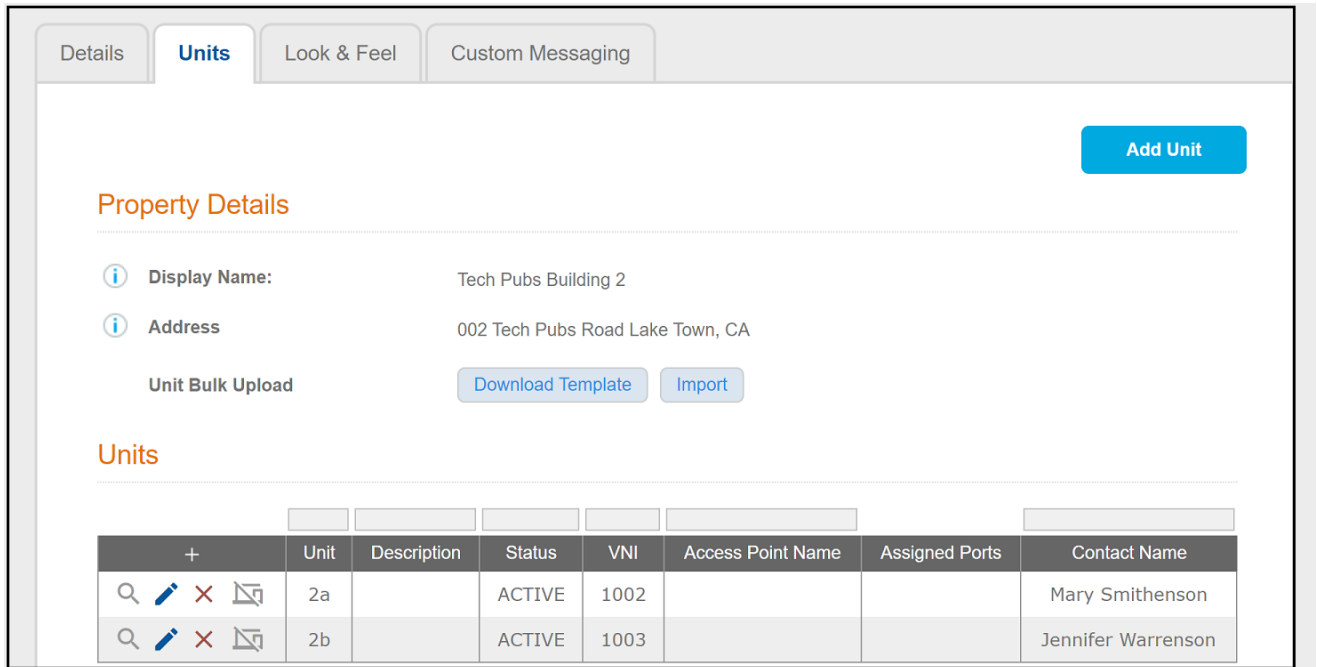 Details Units Look & Feel Custom Messaging
Add Unit
Property Details
Display Name: Tech Pubs Building 2
Address 002 Tech Pubs Road Lake Town, CA
Unit Bulk Upload Download Template Import
Units
+ Unit Description Status VNI Access Point Name Assigned Ports Contact Name
2a ACTIVE 1002 Mary Smithenson
2b ACTIVE 1003 Jennifer Warrenson